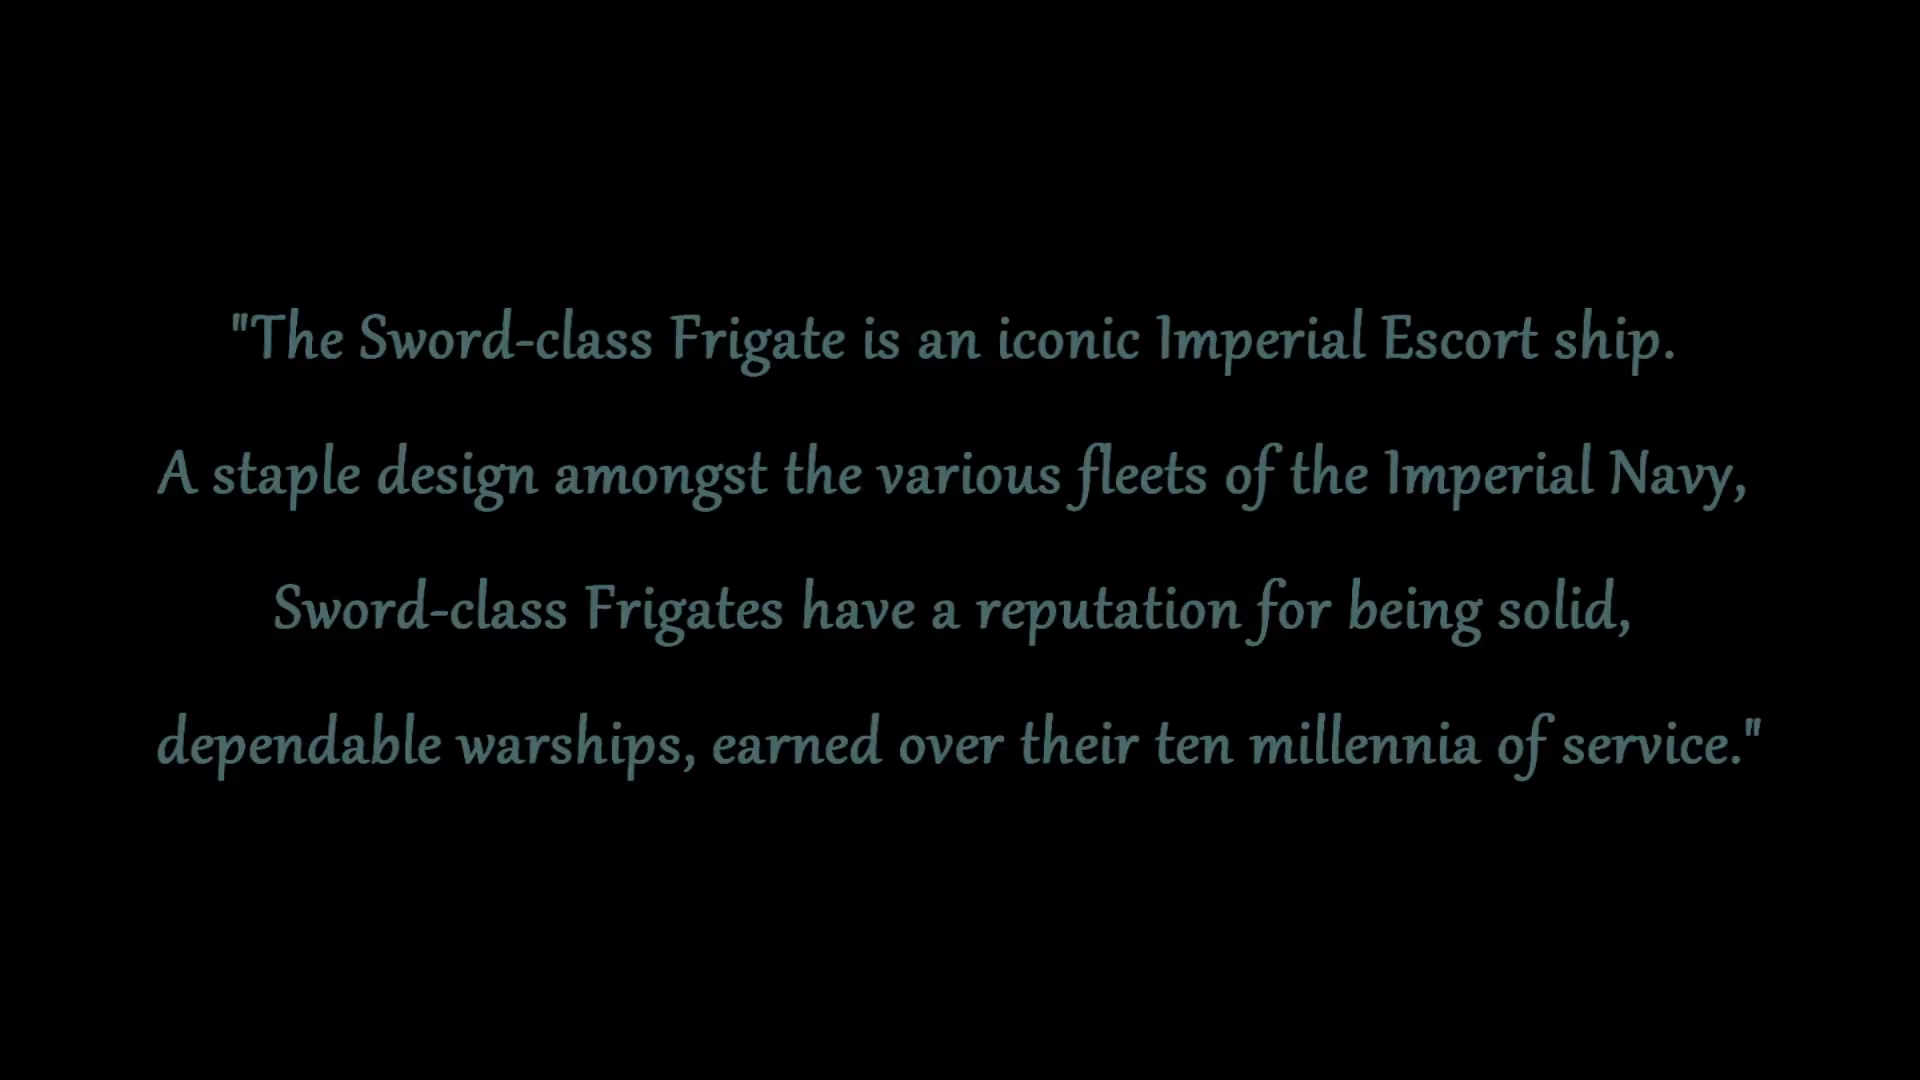 "The Sword-class Frigate is an iconic Imperial Escort ship.
A staple design amongst the various fleets of the Imperial Navy,
Sword-class Frigates have a reputation for being solid,
dependable warships, earned over their ten millennia of service."